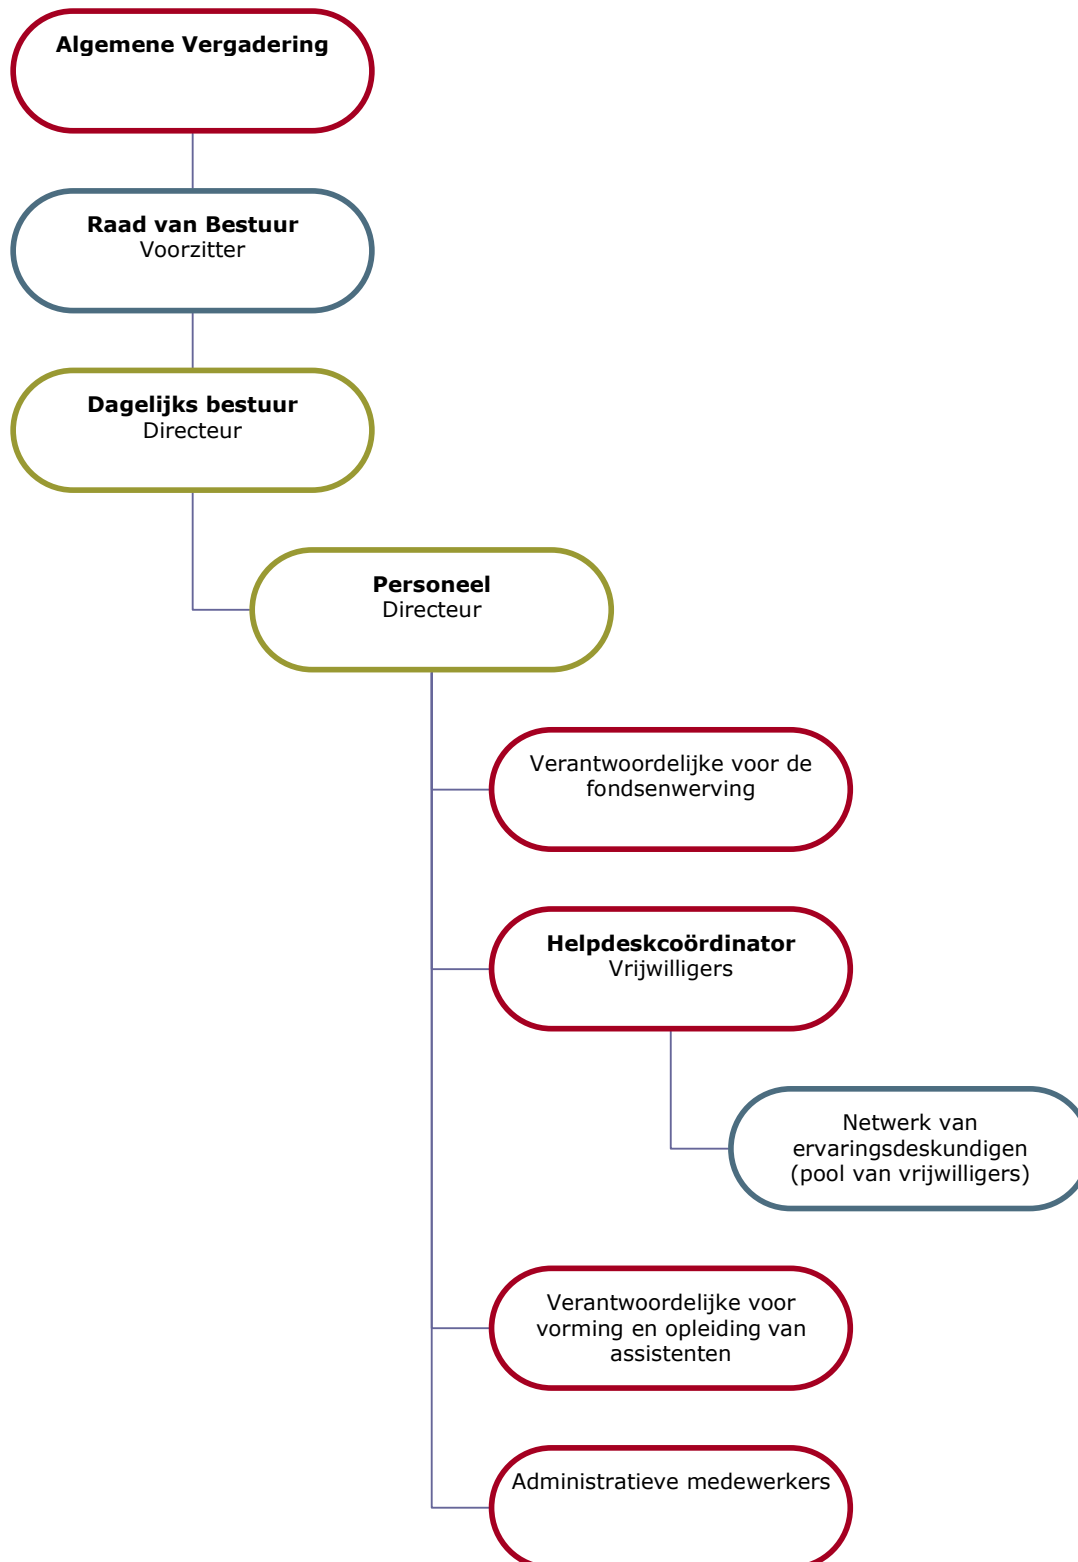 Algemene Vergadering
Raad van Bestuur
Voorzitter
Dagelijks bestuur
Directeur
Personeel
Directeur
Verantwoordelijke voor de
fondsenwerving
Helpdeskcoördinator
Vrijwilligers
Netwerk van
ervaringsdeskundigen
(pool van vrijwilligers)
Verantwoordelijke voor
vorming en opleiding van
assistenten
Administratieve medewerkers